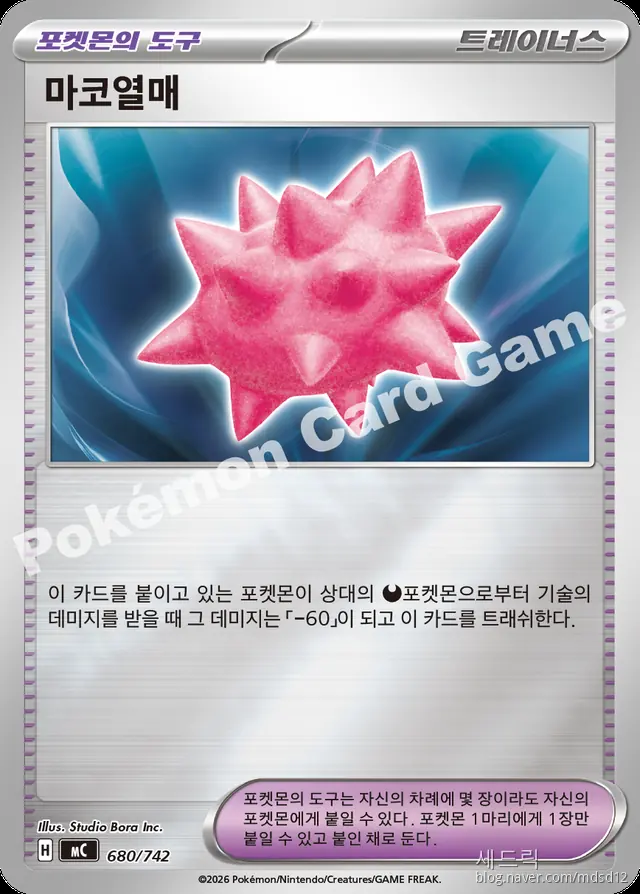 포켓몬의 도구
트레이너스
마코열매
Pokémon Card Game
이 카드를 붙이고 있는 포켓몬이 상대의 포켓몬으로부터 기술의
데미지를 받을 때 그 데미지는 「-60」이 되고 이 카드를 트래쉬한다.
포켓몬의 도구는 자신의 차례에 몇 장이라도 자신의
포켓몬에게 붙일 수 있다. 포켓몬 1마리에게 1장만
붙일 수 있고 붙인 채로 둔다.
Illus. Studio Bora Inc.
H MC 680/742
©2026 Pokémon/Nintendo/Creatures/GAME FREAK.
세드릭
blog.naver.com/mdsd12